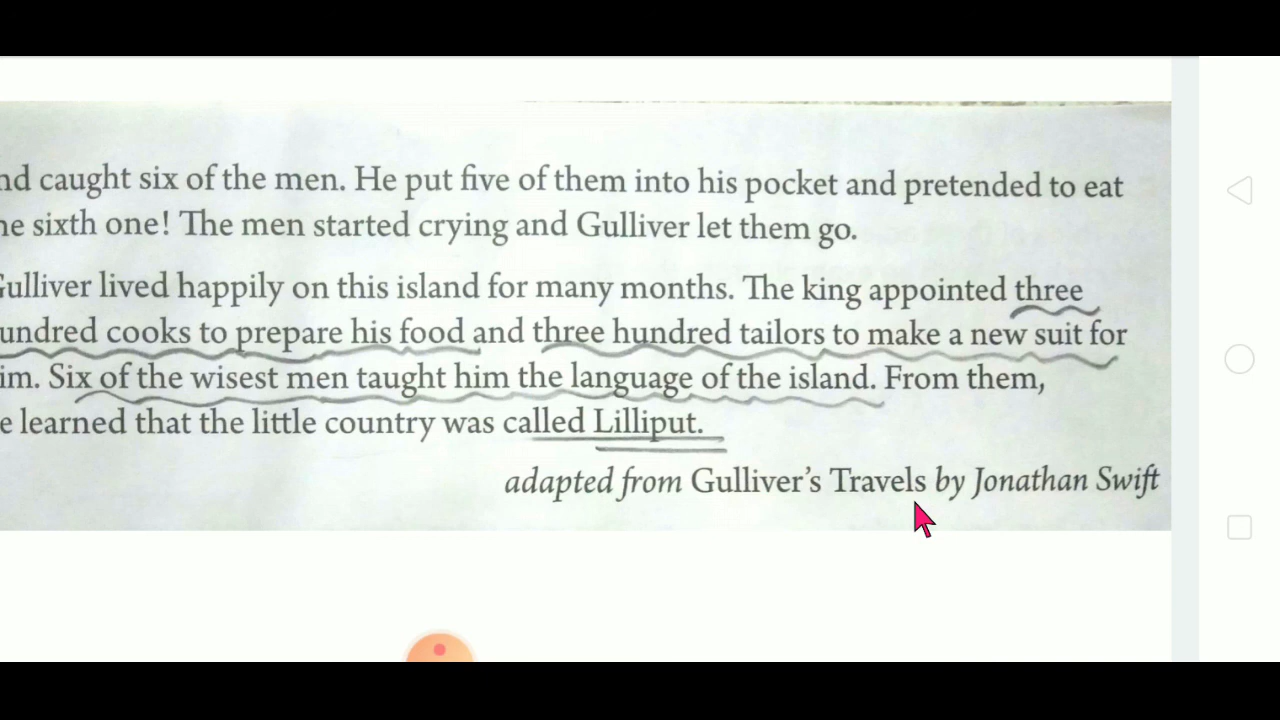 nd caught six of the men. He put five of them into his pocket and pretended to eat
he sixth one! The men started crying and Gulliver let them go.
Gulliver lived happily on this island for many months. The king appointed three
undred cooks to prepare his food and three hundred tailors to make a new suit for
im. Six of the wisest men taught him the language of the island. From them,
e learned that the little country was called Lilliput.
adapted from Gulliver's Travels by Jonathan Swift